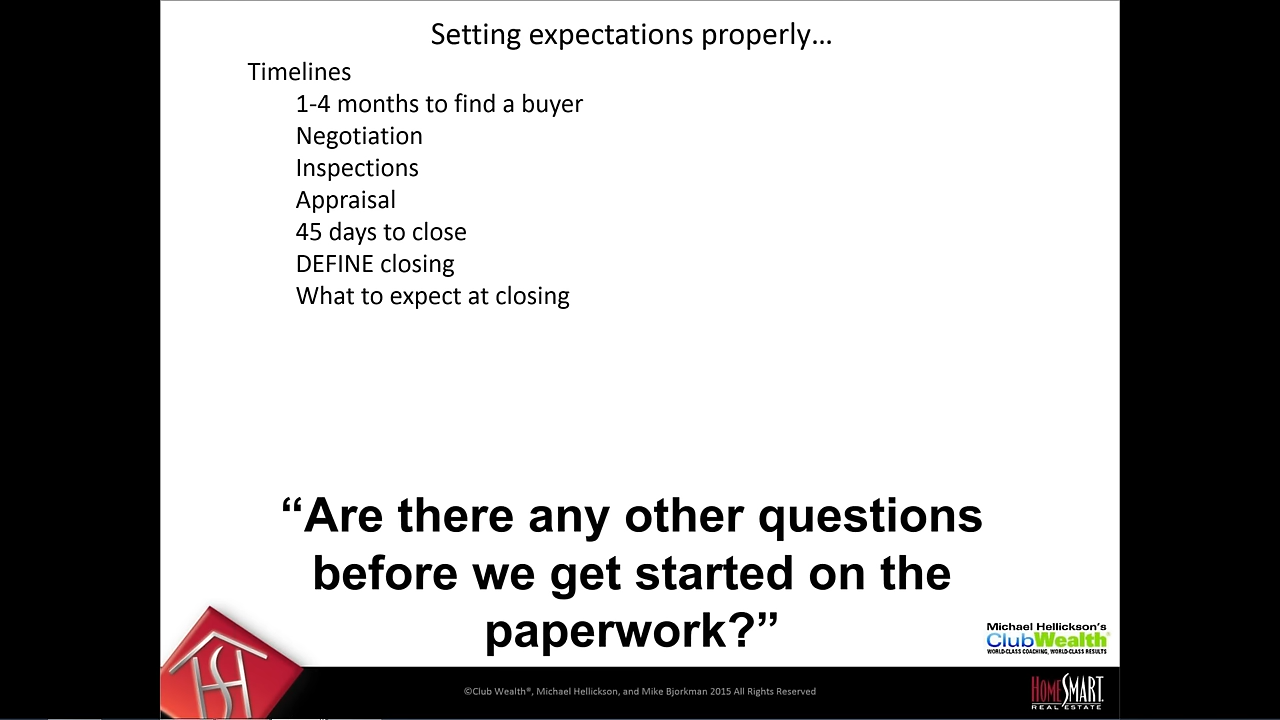 Setting expectations properly…
Timelines
1-4 months to find a buyer
Negotiation
Inspections
Appraisal
45 days to close
DEFINE closing
What to expect at closing
“Are there any other questions
before we get started on the
paperwork?”
Michael Hellickson's
ClubWealth®
WORLD-CLASS COACHING, WORLD-CLASS RESULTS
©Club Wealth®, Michael Hellickson, and Mike Bjorkman 2015 All Rights Reserved
HOMESMART
REAL ESTATE